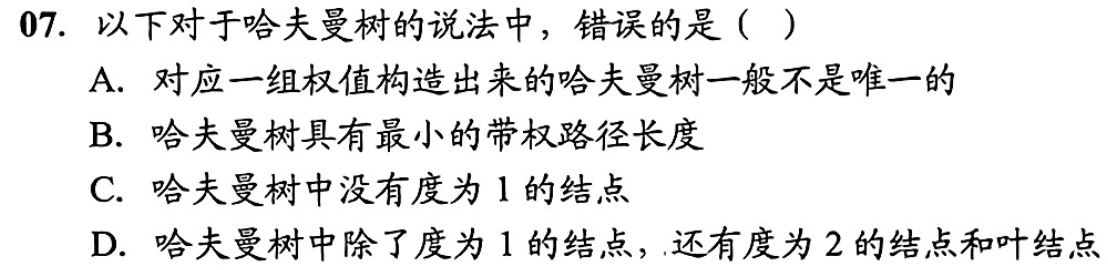 07. 以下对于哈夫曼树的说法中，错误的是（ ）
A. 对应一组权值构造出来的哈夫曼树一般不是唯一的
B. 哈夫曼树具有最小的带权路径长度
C. 哈夫曼树中没有度为 1 的结点
D. 哈夫曼树中除了度为 1 的结点，还有度为 2 的结点和叶结点